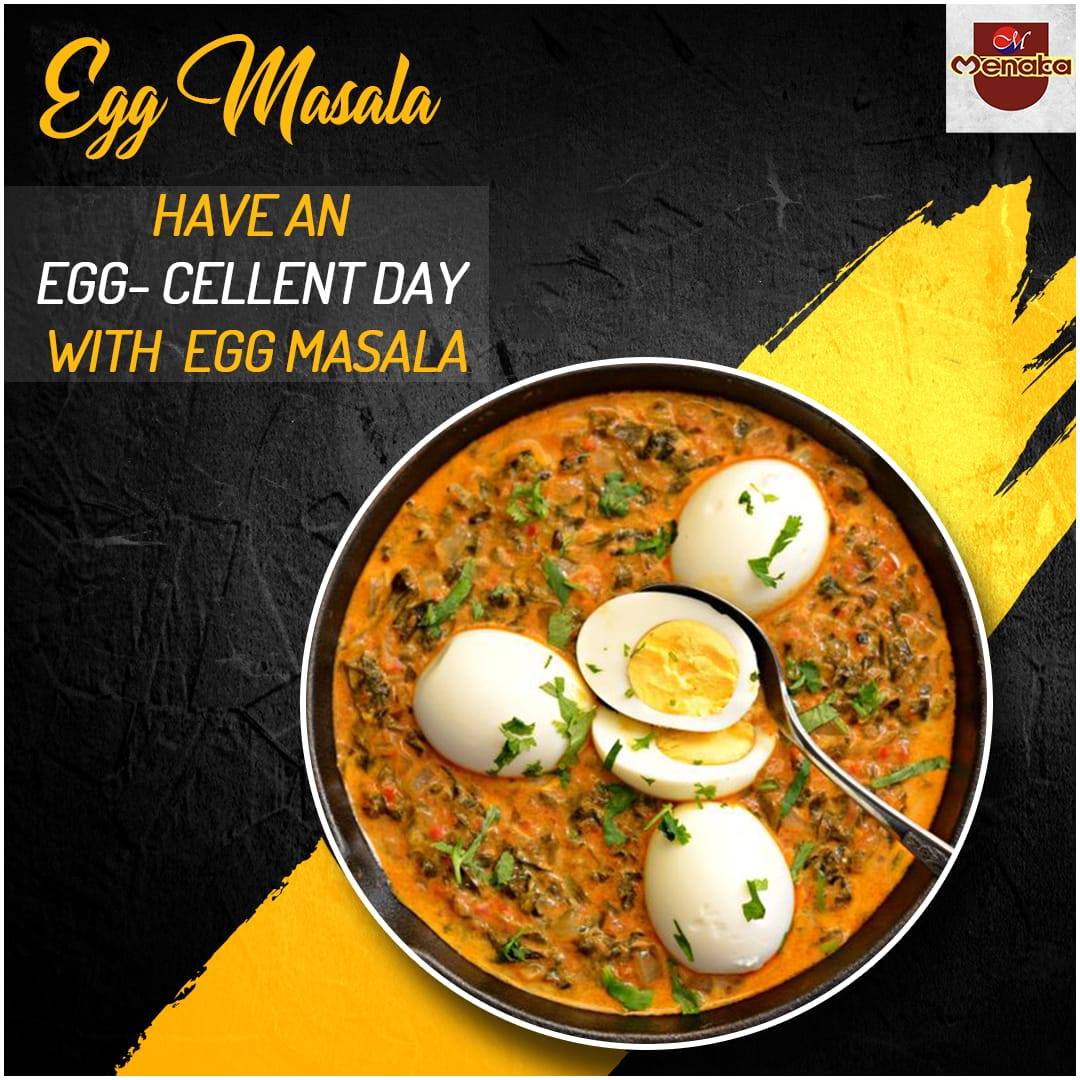 Egg Masala
M
Menaka
HAVE AN
EGG- CELLENT DAY
WITH EGG MASALA